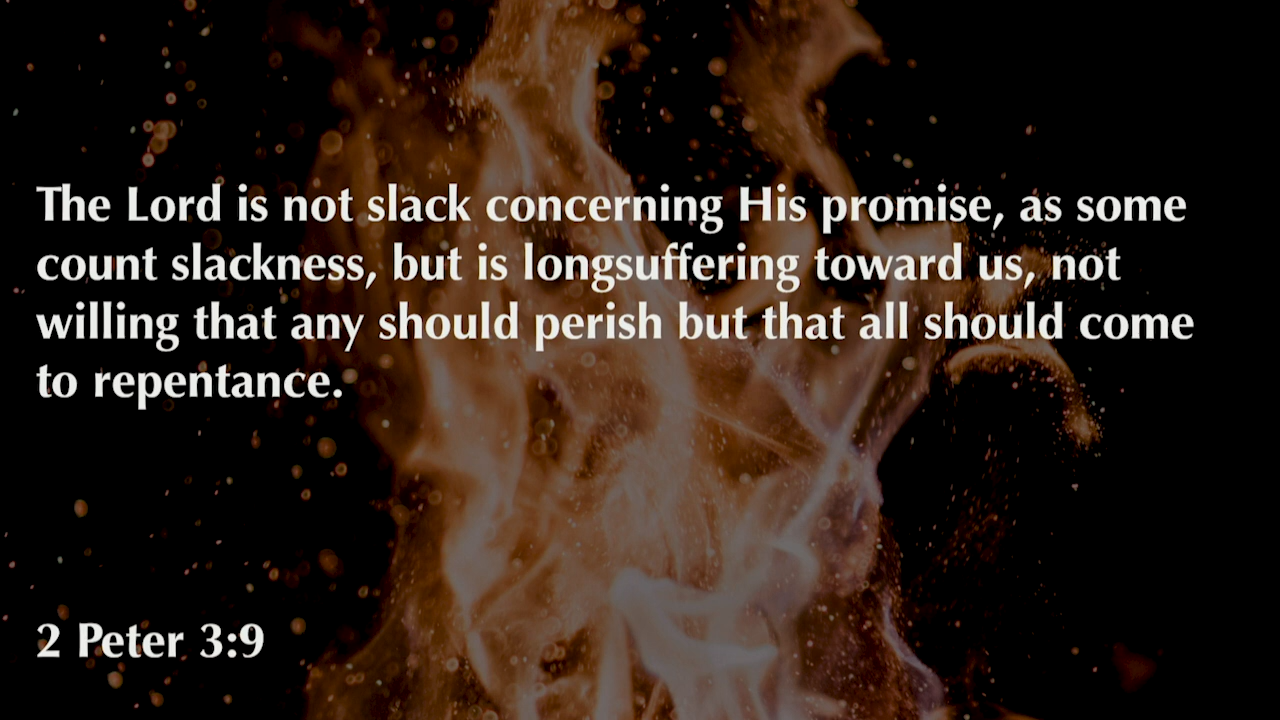 The Lord is not slack concerning His promise, as some
count slackness, but is longsuffering toward us, not
willing that any should perish but that all should come
to repentance.
2 Peter 3:9